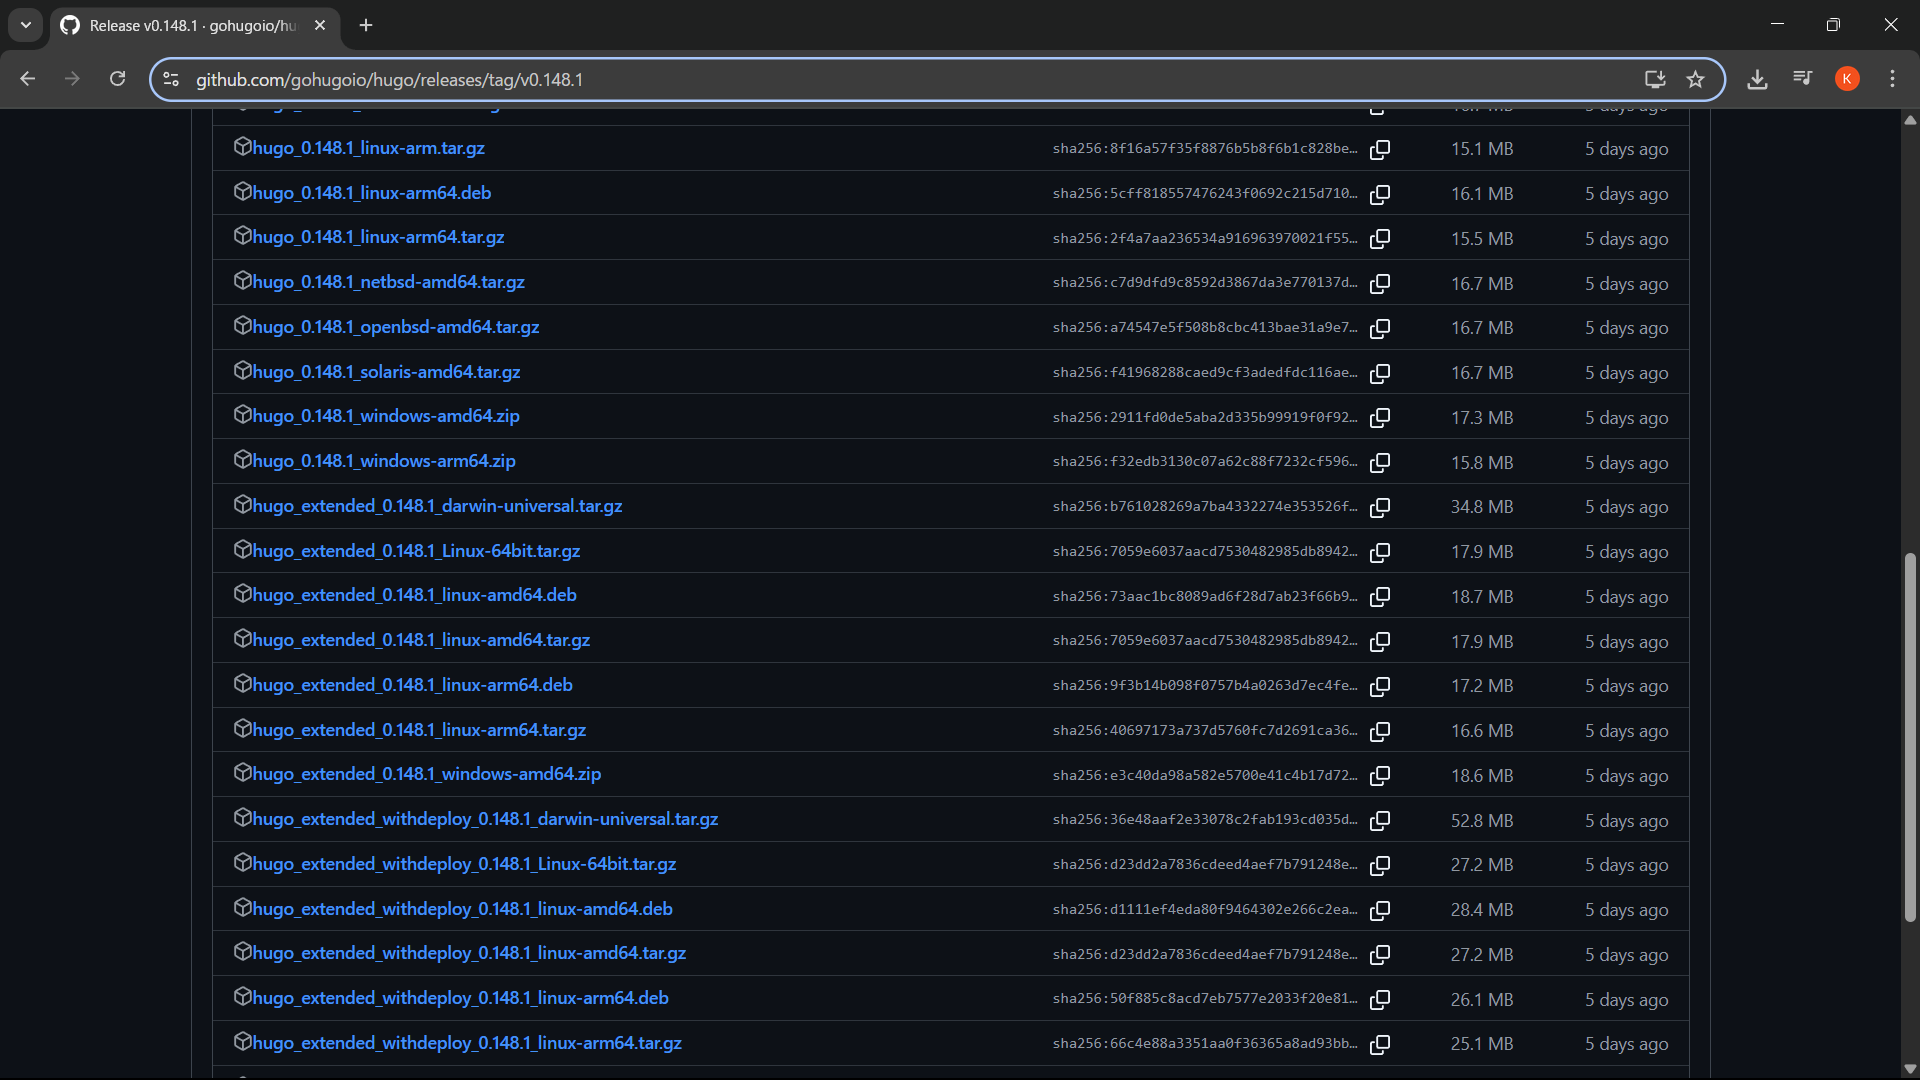 Release v0.148.1 · gohugoio/hu
github.com/gohugoio/hugo/releases/tag/v0.148.1
K
hugo_0.148.1_linux-arm.tar.gz sha256:8f16a57f35f8876b5b8f6b1c828be… 15.1 MB 5 days ago
hugo_0.148.1_linux-arm64.deb sha256:5cff818557476243f0692c215d710… 16.1 MB 5 days ago
hugo_0.148.1_linux-arm64.tar.gz sha256:2f4a7aa236534a916963970021f55… 15.5 MB 5 days ago
hugo_0.148.1_netbsd-amd64.tar.gz sha256:c7d9dfd9c8592d3867da3e770137d… 16.7 MB 5 days ago
hugo_0.148.1_openbsd-amd64.tar.gz sha256:a74547e5f508b8cbc413bae31a9e7… 16.7 MB 5 days ago
hugo_0.148.1_solaris-amd64.tar.gz sha256:f41968288caed9cf3adedfdc116ae… 16.7 MB 5 days ago
hugo_0.148.1_windows-amd64.zip sha256:2911fd0de5aba2d335b99919f0f92… 17.3 MB 5 days ago
hugo_0.148.1_windows-arm64.zip sha256:f32edb3130c07a62c88f7232cf596… 15.8 MB 5 days ago
hugo_extended_0.148.1_darwin-universal.tar.gz sha256:b761028269a7ba4332274e353526f… 34.8 MB 5 days ago
hugo_extended_0.148.1_Linux-64bit.tar.gz sha256:7059e6037aacd7530482985db8942… 17.9 MB 5 days ago
hugo_extended_0.148.1_linux-amd64.deb sha256:73aac1bc8089ad6f28d7ab23f66b9… 18.7 MB 5 days ago
hugo_extended_0.148.1_linux-amd64.tar.gz sha256:7059e6037aacd7530482985db8942… 17.9 MB 5 days ago
hugo_extended_0.148.1_linux-arm64.deb sha256:9f3b14b098f0757b4a0263d7ec4fe… 17.2 MB 5 days ago
hugo_extended_0.148.1_linux-arm64.tar.gz sha256:40697173a737d5760fc7d2691ca36… 16.6 MB 5 days ago
hugo_extended_0.148.1_windows-amd64.zip sha256:e3c40da98a582e5700e41c4b17d72… 18.6 MB 5 days ago
hugo_extended_withdeploy_0.148.1_darwin-universal.tar.gz sha256:36e48aaf2e33078c2fab193cd035d… 52.8 MB 5 days ago
hugo_extended_withdeploy_0.148.1_Linux-64bit.tar.gz sha256:d23dd2a7836cdeed4aef7b791248e… 27.2 MB 5 days ago
hugo_extended_withdeploy_0.148.1_linux-amd64.deb sha256:d1111ef4eda80f9464302e266c2ea… 28.4 MB 5 days ago
hugo_extended_withdeploy_0.148.1_linux-amd64.tar.gz sha256:d23dd2a7836cdeed4aef7b791248e… 27.2 MB 5 days ago
hugo_extended_withdeploy_0.148.1_linux-arm64.deb sha256:50f885c8acd7eb7577e2033f20e81… 26.1 MB 5 days ago
hugo_extended_withdeploy_0.148.1_linux-arm64.tar.gz sha256:66c4e88a3351aa0f36365a8ad93bb… 25.1 MB 5 days ago